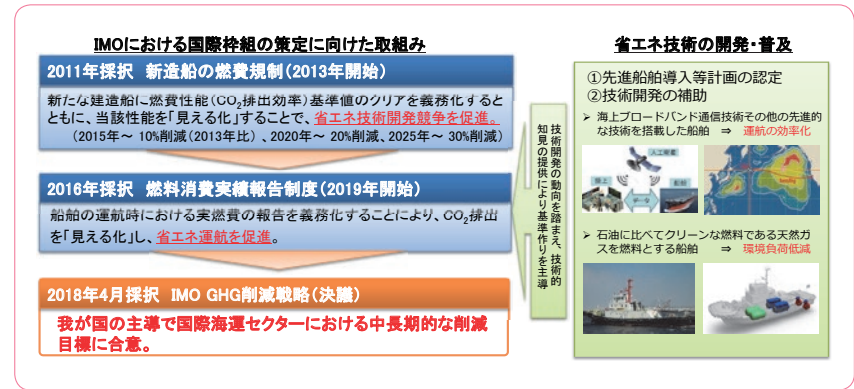 IMOにおける国際枠組の策定に向けた取組み
2011年採択 新造船の燃費規制（2013年開始）
新たな建造船に燃費性能（CO₂排出効率）基準値のクリアを義務化すると
ともに、当該性能を「見える化」することで、省エネ技術開発競争を促進。
（2015年～ 10%削減（2013年比）、2020年～ 20%削減、2025年～ 30%削減）
2016年採択 燃料消費実績報告制度（2019年開始）
船舶の運航時における実燃費の報告を義務化することにより、CO₂排出
を「見える化」し、省エネ運航を促進。
2018年4月採択 IMO GHG削減戦略（決議）
我が国の主導で国際海運セクターにおける中長期的な削減
目標に合意。
技術開発の動向を踏まえ、技術的
知見の提供により基準作りを主導
省エネ技術の開発・普及
①先進船舶導入等計画の認定
②技術開発の補助
➢ 海上ブロードバンド通信技術その他の先進的
な技術を搭載した船舶 ⇒ 運航の効率化
人工衛星
陸上
船舶
データ
➢ 石油に比べてクリーンな燃料である天然ガ
スを燃料とする船舶 ⇒ 環境負荷低減